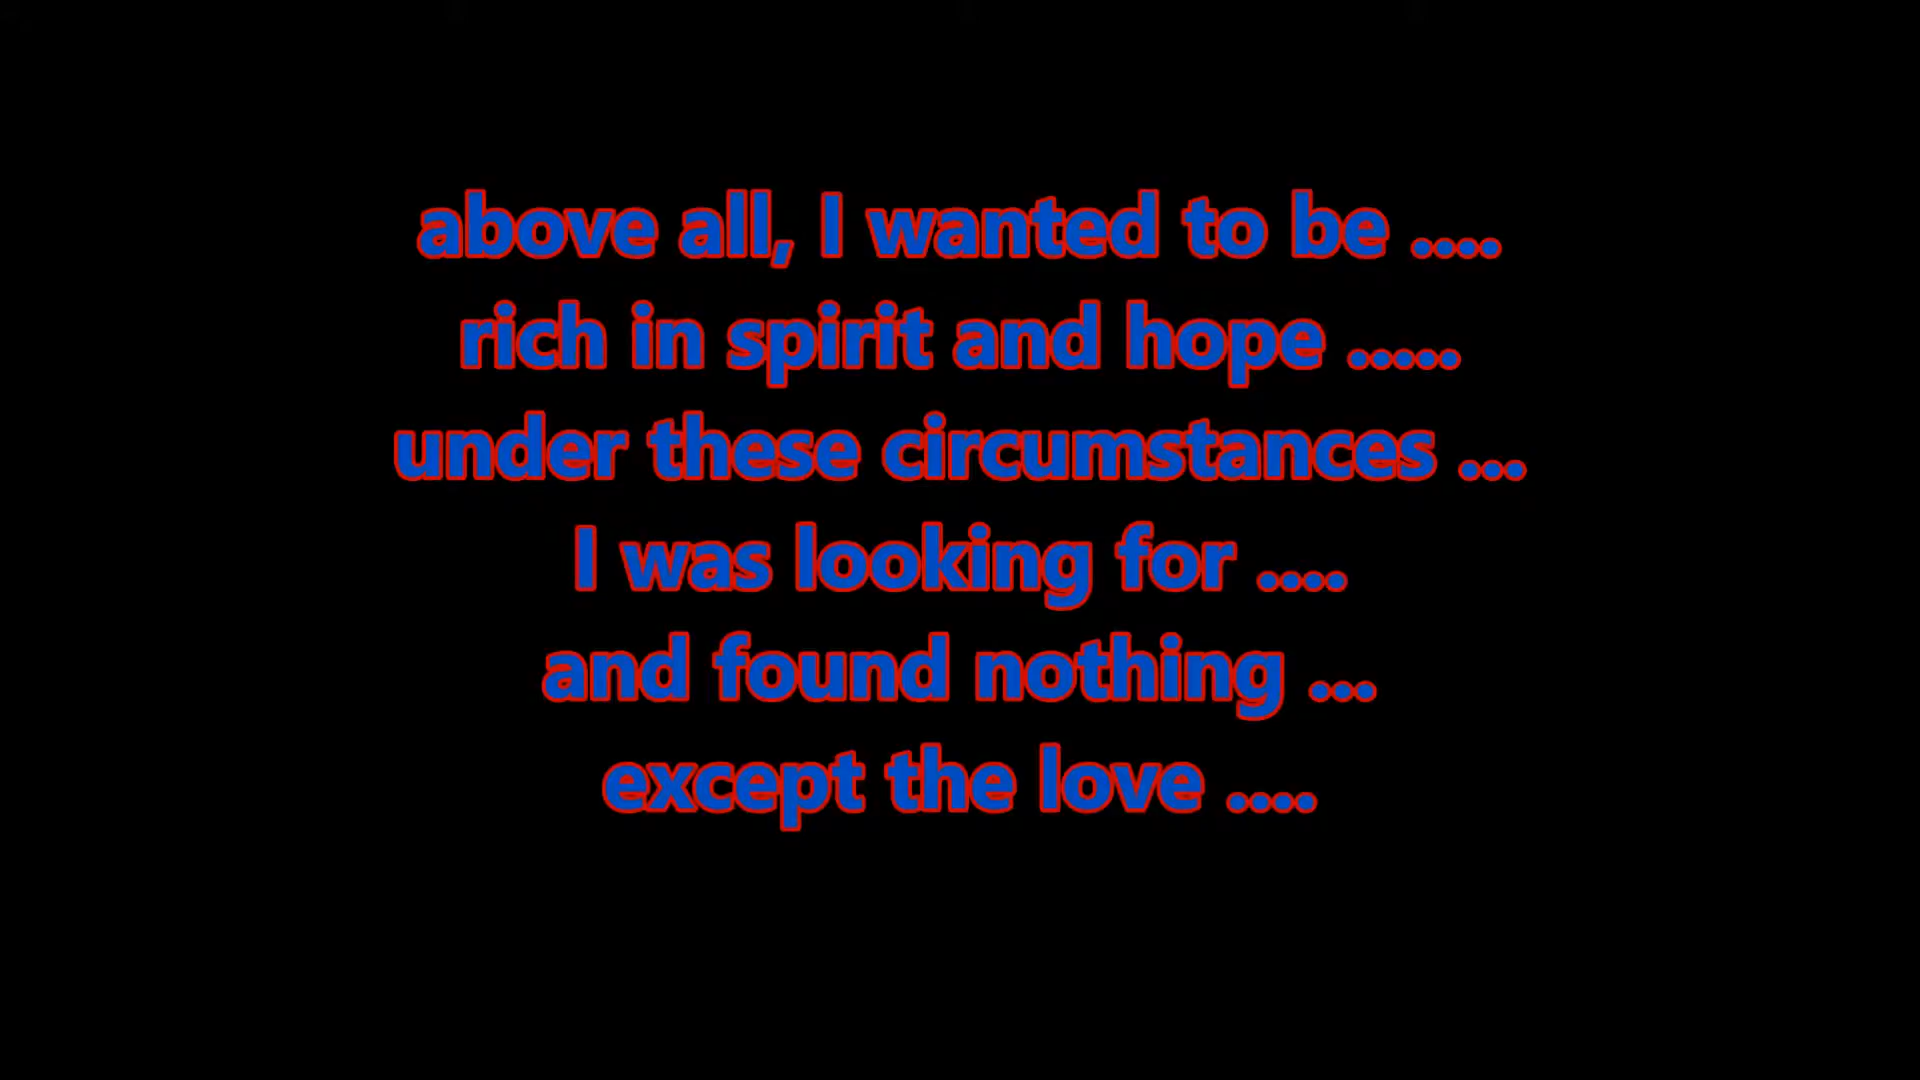 above all, I wanted to be ....
rich in spirit and hope .....
under these circumstances ...
I was looking for ....
and found nothing ...
except the love ....